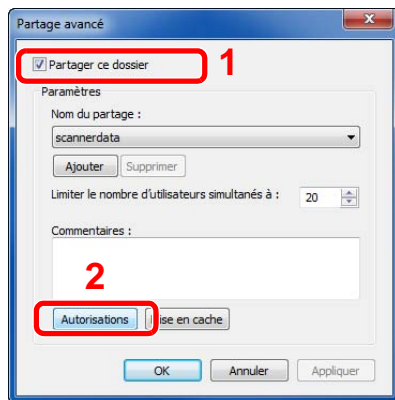 Partage avancé
Partager ce dossier 1
Paramètres
Nom du partage :
scannerdata
Ajouter Supprimer
Limiter le nombre d'utilisateurs simultanés à : 20
Commentaires :
2
Autorisations Mise en cache
OK Annuler Appliquer